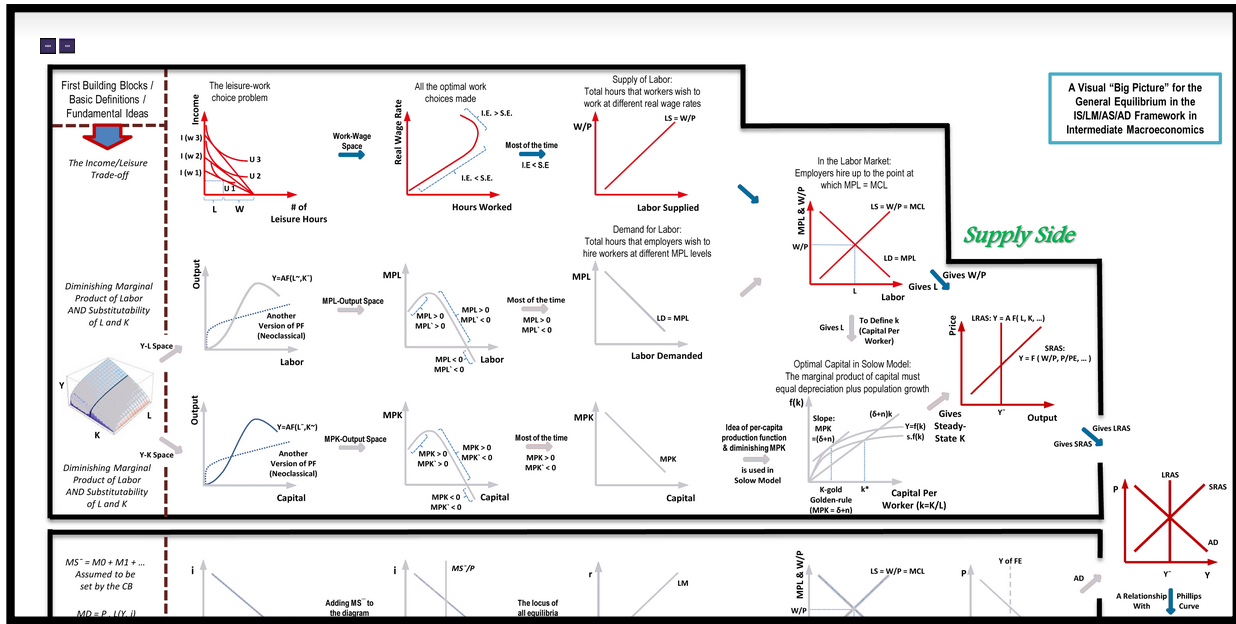 A Visual “Big Picture” for the
General Equilibrium in the
IS/LM/AS/AD Framework in
Intermediate Macroeconomics
First Building Blocks /
Basic Definitions /
Fundamental Ideas
The Income/Leisure
Trade-off
The leisure-work
choice problem
Income
I (w 3)
I (w 2)
I (w 1)
U 3
U 2
U 1
L
W
# of
Leisure Hours
Work-Wage
Space
All the optimal work
choices made
Real Wage Rate
I.E. > S.E.
I.E. < S.E.
Hours Worked
Most of the time
I.E < S.E
Supply of Labor:
Total hours that workers wish to
work at different real wage rates
W/P
LS = W/P
Labor Supplied
In the Labor Market:
Employers hire up to the point at
which MPL = MCL
MPL & W/P
LS = W/P = MCL
W/P
LD = MPL
L
Labor
Gives L
Gives W/P
Supply Side
Diminishing Marginal
Product of Labor
AND Substitutability
of L and K
Y-L Space
Y
L
K
Y-K Space
Diminishing Marginal
Product of Labor
AND Substitutability
of L and K
Output
Y=AF(L~,K¯)
Another
Version of PF
(Neoclassical)
Labor
MPL-Output Space
MPL
MPL > 0
MPL` > 0
MPL > 0
MPL` < 0
Labor
MPL < 0
MPL` < 0
Most of the time
MPL > 0
MPL` < 0
Demand for Labor:
Total hours that employers wish to
hire workers at different MPL levels
MPL
LD = MPL
Labor Demanded
Gives L
To Define k
(Capital Per
Worker)
Output
Y=AF(L¯,K~)
Another
Version of PF
(Neoclassical)
Capital
MPK-Output Space
MPK
MPK > 0
MPK` > 0
MPK > 0
MPK` < 0
MPK < 0
MPK` < 0
Capital
Most of the time
MPK > 0
MPK` < 0
MPK
MPK
Capital
Idea of per-capita
production function
& diminishing MPK
is used in
Solow Model
Optimal Capital in Solow Model:
The marginal product of capital must
equal depreciation plus population growth
f(k)
Slope:
MPK
=(δ+n)
(δ+n)k
Y=f(k)
s.f(k)
K-gold
Golden-rule
(MPK = δ+n)
k*
Capital Per
Worker (k=K/L)
Gives
Steady-
State K
Price
LRAS: Y = A F( L, K, ...)
SRAS:
Y = F ( W/P, P/PE, ... )
Y¯
Output
Gives LRAS
Gives SRAS
P
LRAS
SRAS
AD
Y¯
Y
A Relationship
With
Phillips
Curve
MS¯ = M0 + M1 + ...
Assumed to be
set by the CB
MD = P . L(Y, i)
i
Adding MS¯ to
the diagram
i
MS¯/P
The locus of
all equilibria
r
LM
MPL & W/P
LS = W/P = MCL
W/P
P
Y of FE
AD